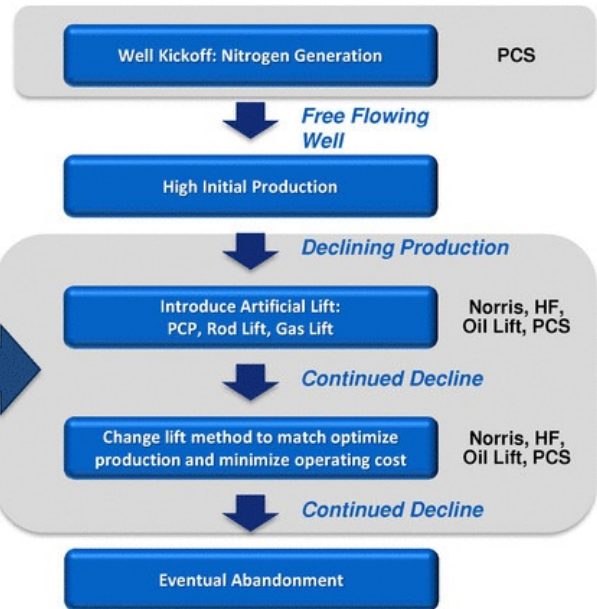 Well Kickoff: Nitrogen Generation
PCS
Free Flowing
Well
High Initial Production
Declining Production
Introduce Artificial Lift:
PCP, Rod Lift, Gas Lift
Norris, HF,
Oil Lift, PCS
Continued Decline
Change lift method to match optimize
production and minimize operating cost
Norris, HF,
Oil Lift, PCS
Continued Decline
Eventual Abandonment